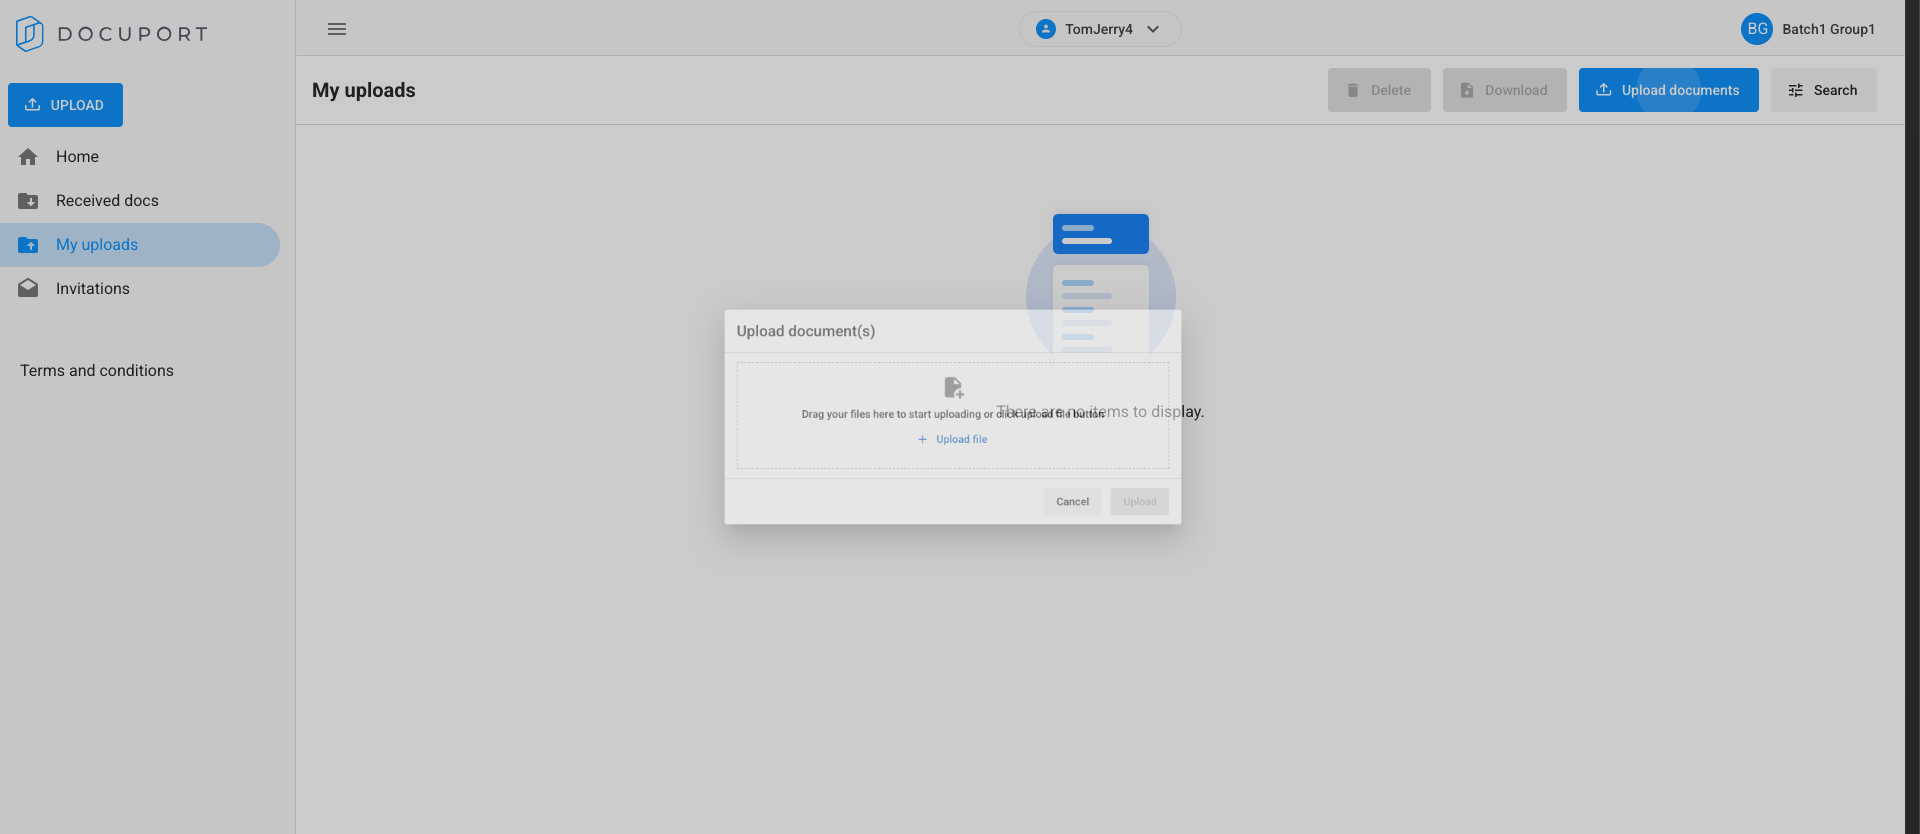 DOCUPORT
TomJerry4
BG Batch1 Group1
UPLOAD
Home
Received docs
My uploads
Invitations
Terms and conditions
My uploads
Delete
Download
Upload documents
Search
Upload document(s)
Drag your files here to start uploading or click upload file button
There are no items to display.
Upload file
Cancel
Upload